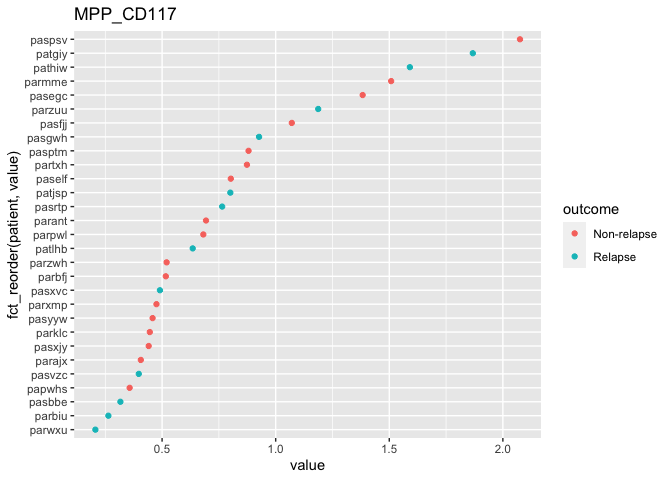 MPP_CD117
fct_reorder(patient, value)
paspsv
patgiy
pathiw
parmme
pasegc
parzuu
pasfjj
pasgwh
pasptm
partxh
paself
patjsp
pasrtp
parant
parpwl
patlhb
parzwh
parbfj
pasxvc
parxmp
pasyyw
parklc
pasxjy
parajx
pasvzc
papwhs
pasbbe
parbiu
parwxu
0.5 1.0 1.5 2.0
value
outcome
Non-relapse
Relapse